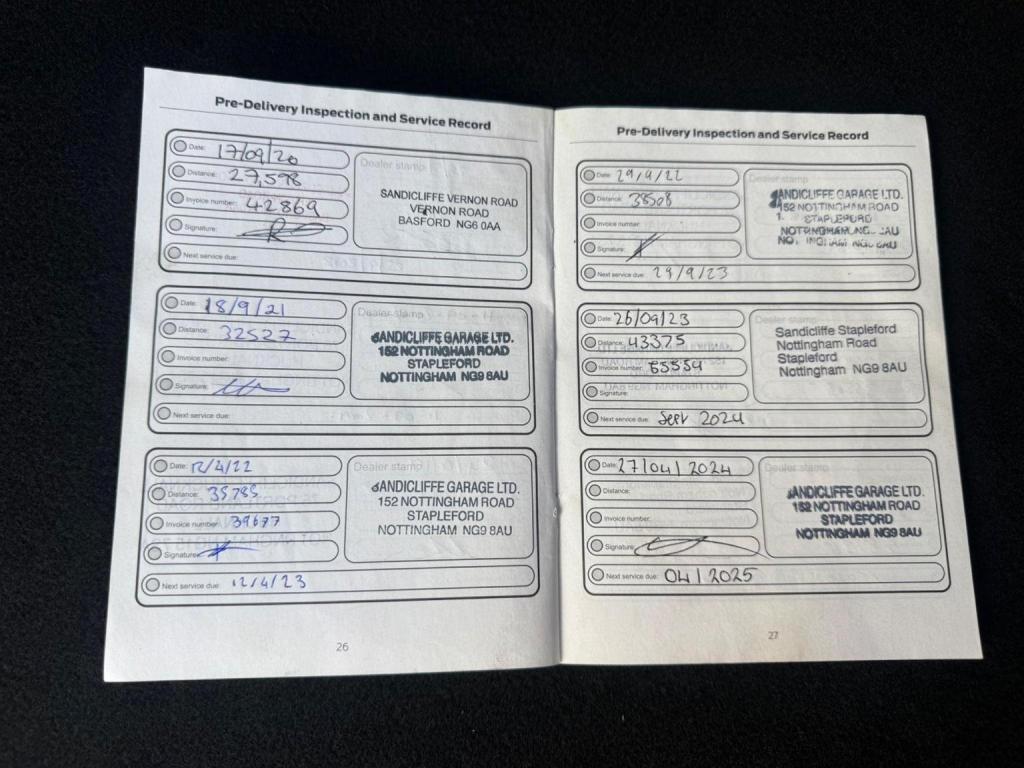 Pre-Delivery Inspection and Service Record
Date: 17/09/20
Distance: 27,598
Invoice number: 42869
Signature:
Next service due:
Dealer stamp
SANDICLIFFE VERNON ROAD
VERNON ROAD
BASFORD NG6 0AA
Date: 18/9/21
Distance: 32527
Invoice number:
Signature:
Next service due:
Dealer stamp
SANDICLIFFE GARAGE LTD.
152 NOTTINGHAM ROAD
STAPLEFORD
NOTTINGHAM NG9 8AU
Date: 12/4/22
Distance: 35785
Invoice number: 39677
Signature:
Next service due: 12/4/23
Dealer stamp
SANDICLIFFE GARAGE LTD.
152 NOTTINGHAM ROAD
STAPLEFORD
NOTTINGHAM NG9 8AU
26
Pre-Delivery Inspection and Service Record
Date: 29/9/22
Distance: 38508
Invoice number:
Signature:
Next service due: 29/9/23
Dealer stamp
SANDICLIFFE GARAGE LTD.
152 NOTTINGHAM ROAD
STAPLEFORD
Date: 26/09/23
Distance: 43375
Invoice number:
Signature:
Next service due: Sept 2024
Dealer stamp
Sandicliffe Stapleford
Nottingham Road
Stapleford
Nottingham NG9 8AU
Date: 27/04/2024
Distance:
Invoice number:
Signature:
Next service due: 04/2025
Dealer stamp
SANDICLIFFE GARAGE LTD.
152 NOTTINGHAM ROAD
STAPLEFORD
NOTTINGHAM NG9 8AU
27